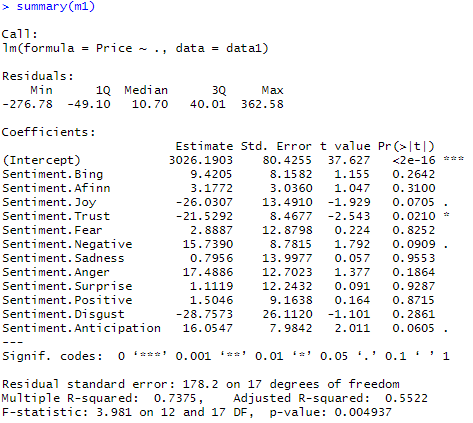 > summary(m1)
Call:
lm(formula = Price ~ ., data = data1)
Residuals:
    Min      1Q  Median      3Q     Max
-276.78  -49.10   10.70   40.01  362.58
Coefficients:
                        Estimate Std. Error t value Pr(>|t|)
(Intercept)            3026.1903    80.4255  37.627   <2e-16 ***
Sentiment.Bing            9.4205     8.1582   1.155   0.2642
Sentiment.Afinn           3.1772     3.0360   1.047   0.3100
Sentiment.Joy           -26.0307    13.4910  -1.929   0.0705 .
Sentiment.Trust         -21.5292     8.4677  -2.543   0.0210 *
Sentiment.Fear            2.8887    12.8798   0.224   0.8252
Sentiment.Negative       15.7390     8.7815   1.792   0.0909 .
Sentiment.Sadness         0.7956    13.9977   0.057   0.9553
Sentiment.Anger          17.4886    12.7023   1.377   0.1864
Sentiment.Surprise        1.1119    12.2432   0.091   0.9287
Sentiment.Positive        1.5046     9.1638   0.164   0.8715
Sentiment.Disgust       -28.7573    26.1120  -1.101   0.2861
Sentiment.Anticipation   16.0547     7.9842   2.011   0.0605 .
---
Signif. codes:  0 ‘***’ 0.001 ‘**’ 0.01 ‘*’ 0.05 ‘.’ 0.1 ‘ ’ 1
Residual standard error: 178.2 on 17 degrees of freedom
Multiple R-squared:  0.7375,	Adjusted R-squared:  0.5522
F-statistic: 3.981 on 12 and 17 DF,  p-value: 0.004937